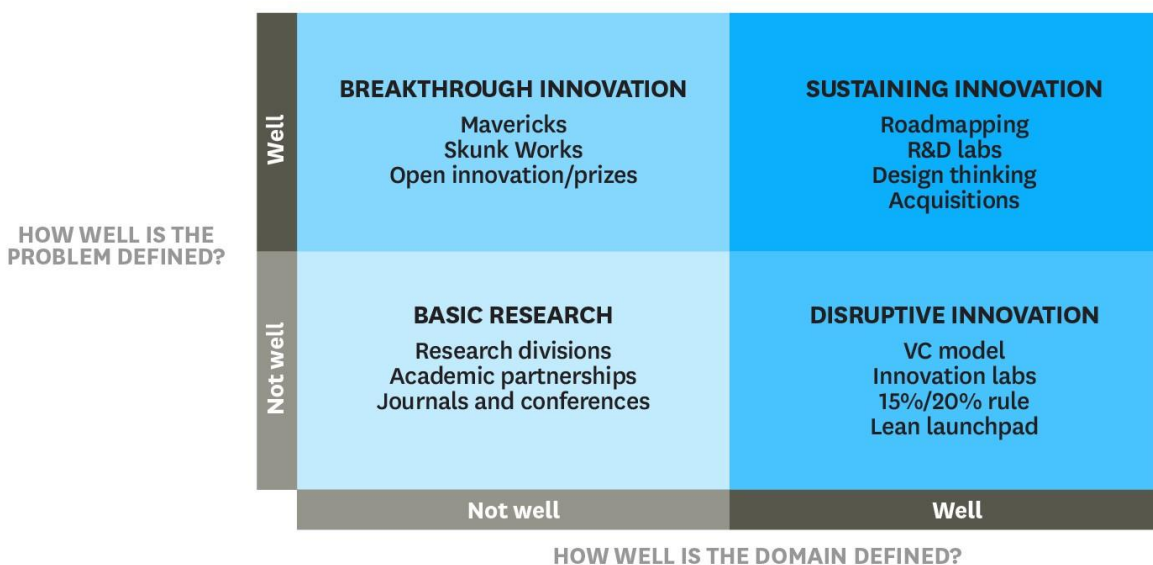 HOW WELL IS THE
PROBLEM DEFINED?
Well
BREAKTHROUGH INNOVATION
Mavericks
Skunk Works
Open innovation/prizes
SUSTAINING INNOVATION
Roadmapping
R&D labs
Design thinking
Acquisitions
Not well
BASIC RESEARCH
Research divisions
Academic partnerships
Journals and conferences
DISRUPTIVE INNOVATION
VC model
Innovation labs
15%/20% rule
Lean launchpad
Not well
Well
HOW WELL IS THE DOMAIN DEFINED?